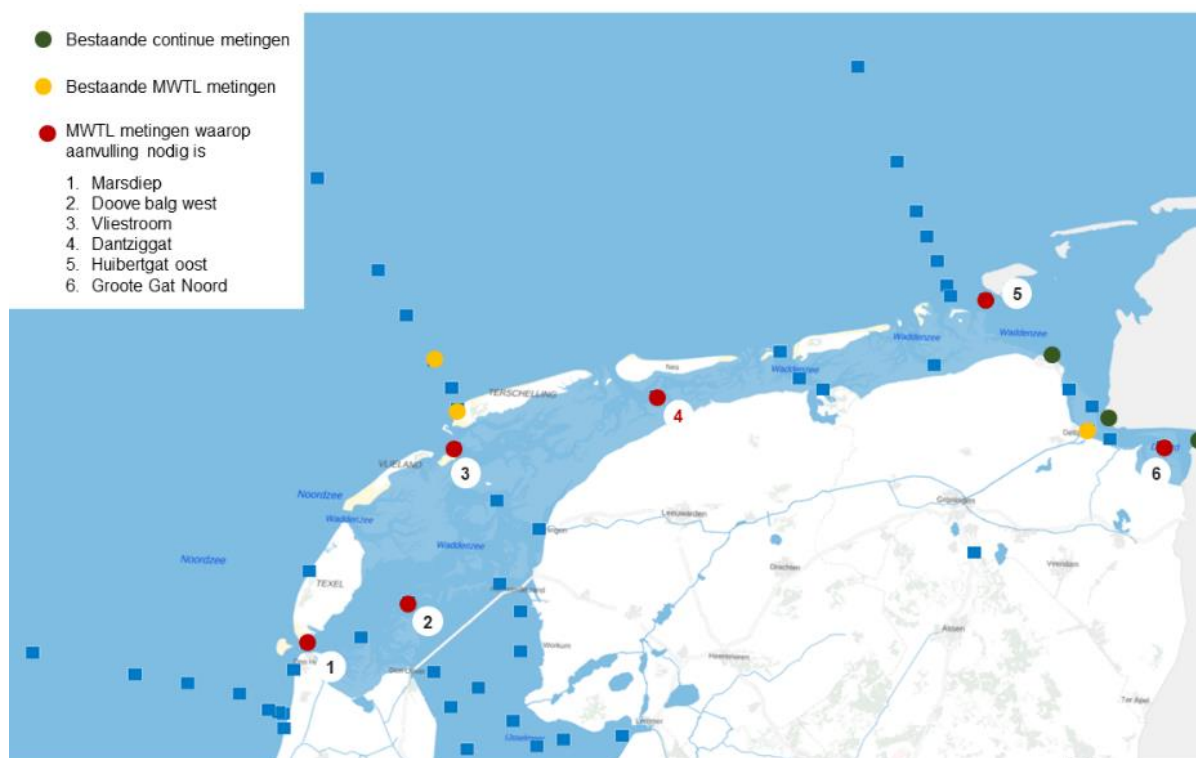 Bestaande continue metingen
Bestaande MWTL metingen
MWTL metingen waarop
aanvulling nodig is
1. Marsdiep
2. Doove balg west
3. Vliestroom
4. Dantziggat
5. Huibertgat oost
6. Groote Gat Noord
5
Waddenzee
Waddenzee
Nes
Waddenzee
TERSCHELLING
4
3
6
VLIELAND
Noordzee
Waddenzee
Groningen
Leeuwarden
Waddenzee
Noordzee
Drachten
Veendam
TEXEL
2
Assen
Workum
Heerenveen
1
Ter Apel
Lemmer
IJsselmeer